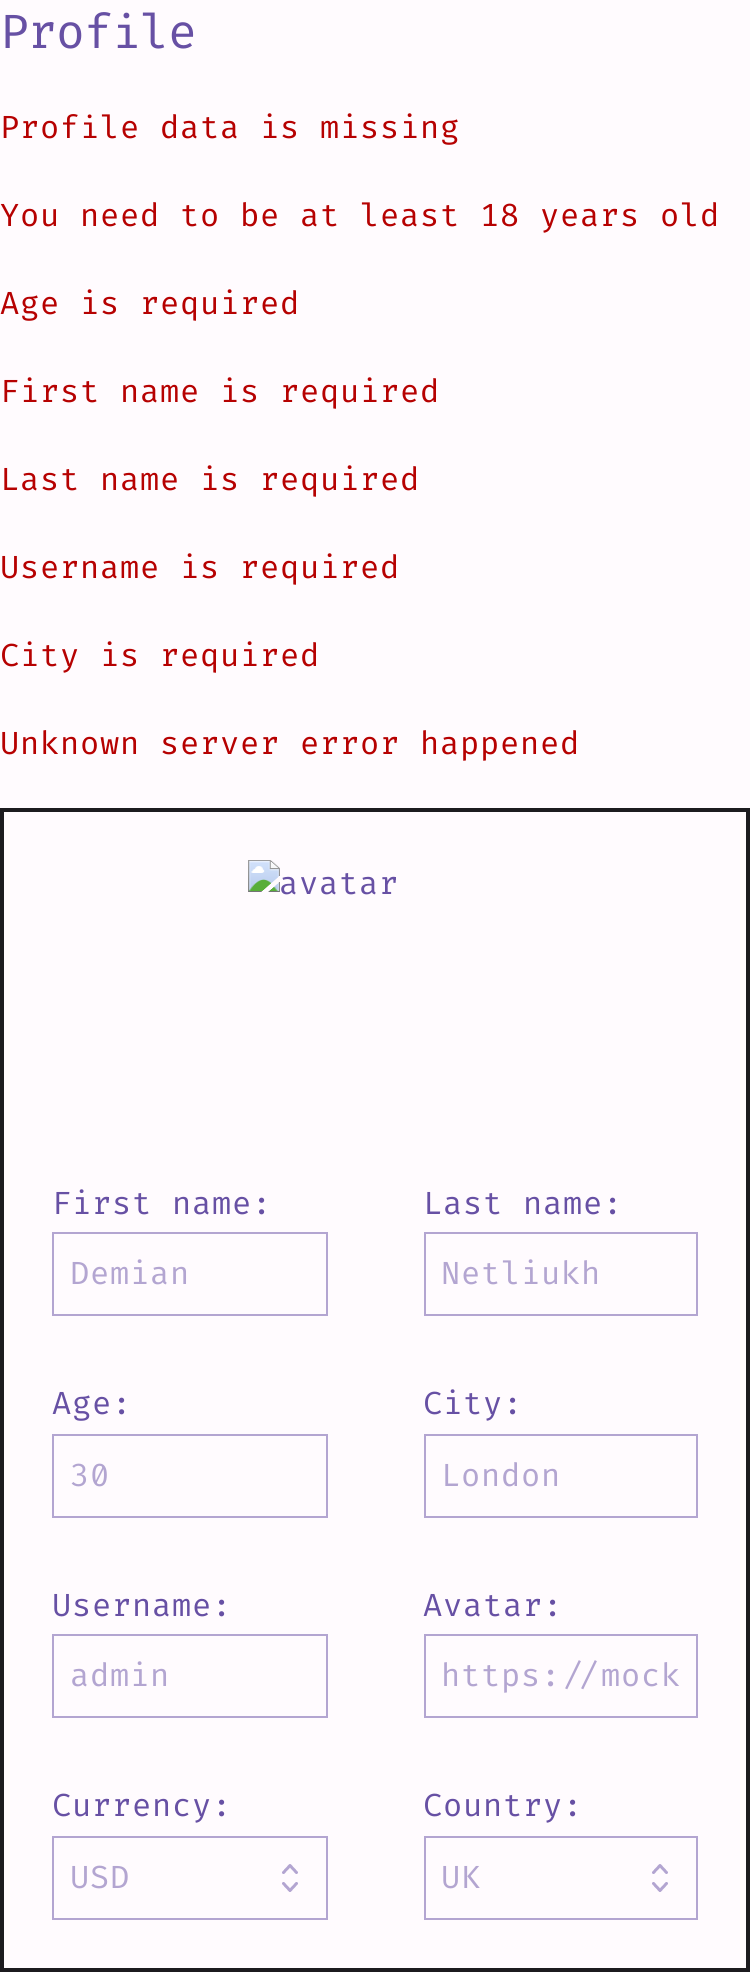 Profile
Profile data is missing
You need to be at least 18 years old
Age is required
First name is required
Last name is required
Username is required
City is required
Unknown server error happened
avatar
First name:
Last name:
Demian
Netliukh
Age:
City:
30
London
Username:
Avatar:
admin
https://mock
Currency:
Country:
USD
UK